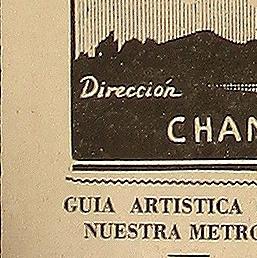 Dirección
CHAN
GUIA ARTISTICA
NUESTRA METRO